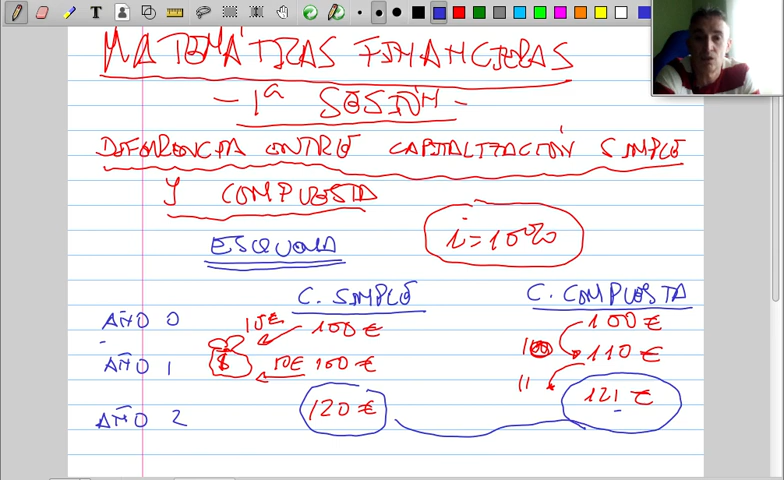 MATEMÁTICAS FINANCIERAS
- 1ª SESIÓN -
DIFERENCIA ENTRE CAPITALIZACIÓN SIMPLE
Y COMPUESTA
i=10%
ESQUEMA
C. SIMPLE C. COMPUESTA
AÑO 0 10€ 100€ 100€
AÑO 1 $ 10€ 100€ 10 110€
11
AÑO 2 120€ 121€